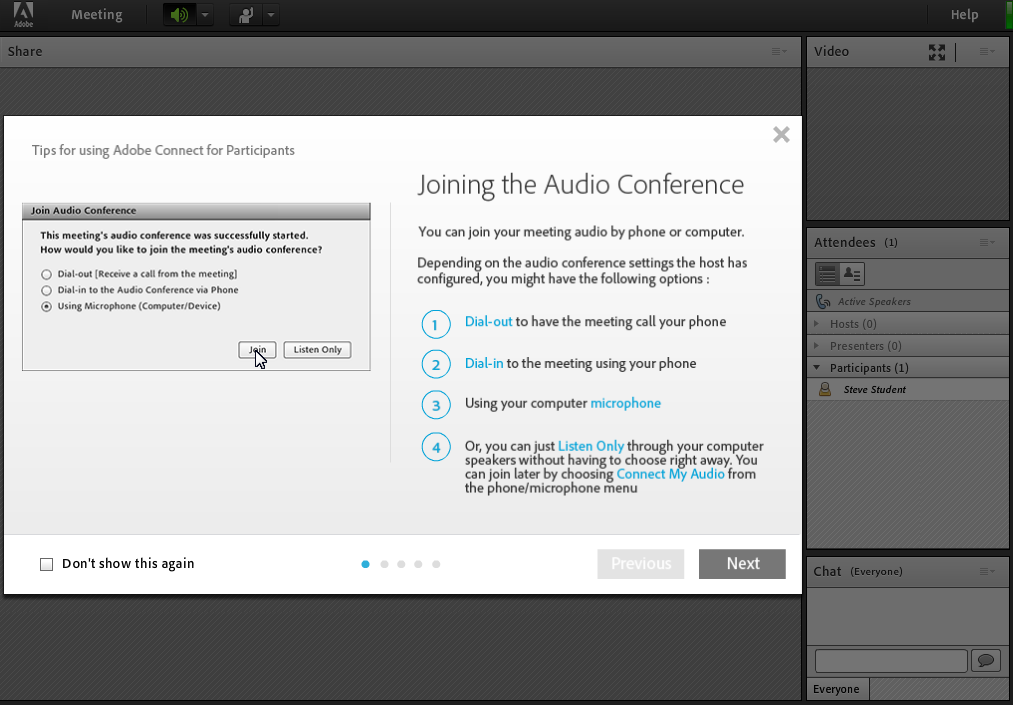 Adobe
Meeting
Help
Share
Video
Tips for using Adobe Connect for Participants
Join Audio Conference
This meeting's audio conference was successfully started.
How would you like to join the meeting's audio conference?
Dial-out [Receive a call from the meeting]
Dial-in to the Audio Conference via Phone
Using Microphone (Computer/Device)
Join
Listen Only
Joining the Audio Conference
You can join your meeting audio by phone or computer.
Depending on the audio conference settings the host has
configured, you might have the following options :
1 Dial-out to have the meeting call your phone
2 Dial-in to the meeting using your phone
3 Using your computer microphone
4 Or, you can just Listen Only through your computer
speakers without having to choose right away. You
can join later by choosing Connect My Audio from
the phone/microphone menu
Don't show this again
Previous
Next
Attendees (1)
Active Speakers
Hosts (0)
Presenters (0)
Participants (1)
Steve Student
Chat (Everyone)
Everyone